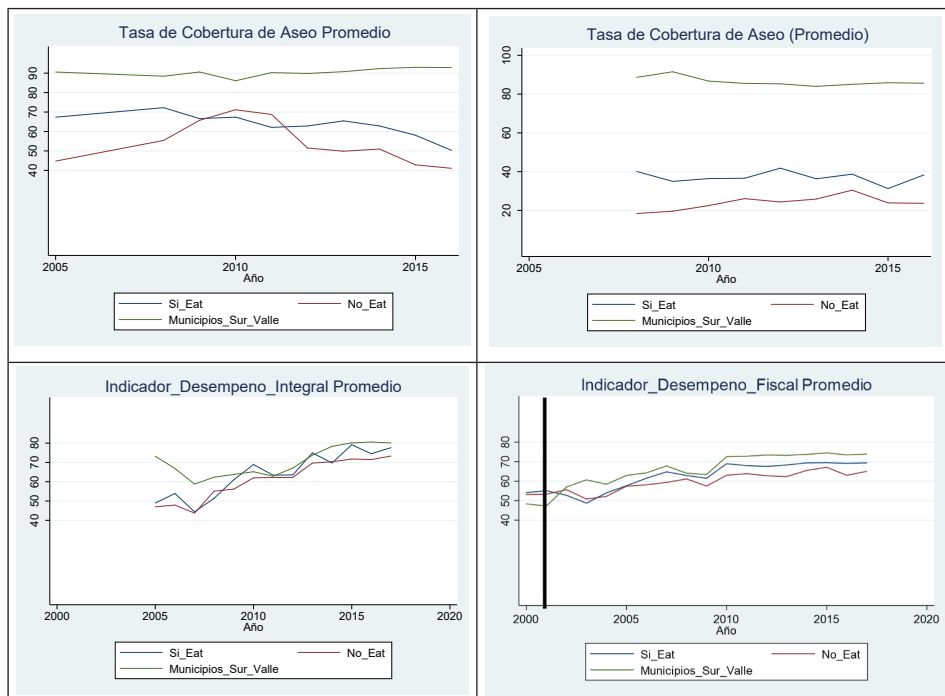 Tasa de Cobertura de Aseo Promedio
90
80
70
60
50
40
2005
2010
2015
Año
Si_Eat
No_Eat
Municipios_Sur_Valle
Tasa de Cobertura de Aseo (Promedio)
100
80
60
40
20
2005
2010
2015
Año
Si_Eat
No_Eat
Municipios_Sur_Valle
Indicador_Desempeno_Integral Promedio
80
70
60
50
40
2000
2005
2010
2015
2020
Año
Si_Eat
No_Eat
Municipios_Sur_Valle
Indicador_Desempeno_Fiscal Promedio
80
70
60
50
40
2000
2005
2010
2015
2020
Año
Si_Eat
No_Eat
Municipios_Sur_Valle